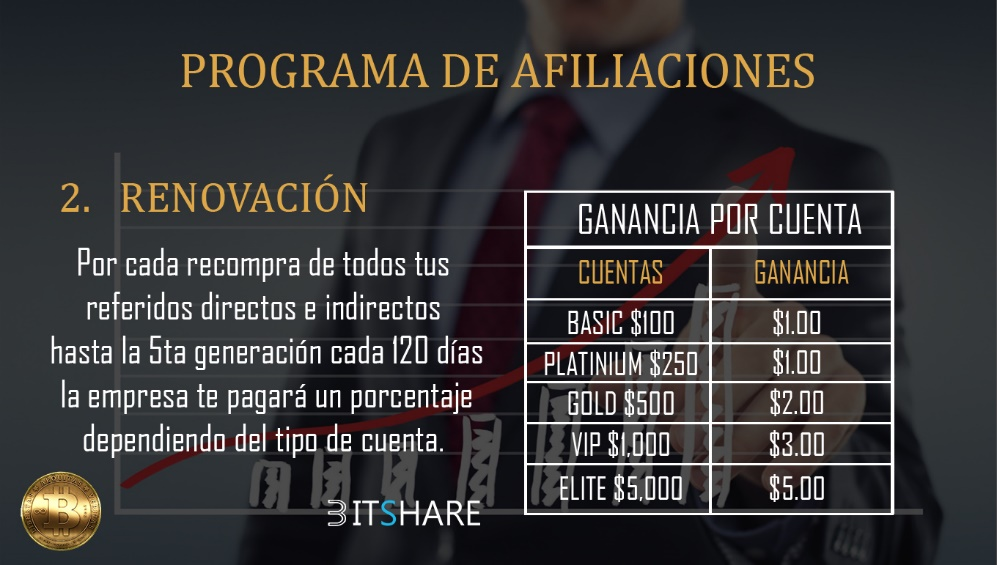 PROGRAMA DE AFILIACIONES
2. RENOVACIÓN
Por cada recompra de todos tus
referidos directos e indirectos
hasta la 5ta generación cada 120 días
la empresa te pagará un porcentaje
dependiendo del tipo de cuenta.
GANANCIA POR CUENTA
CUENTAS GANANCIA
BASIC $100 $1.00
PLATINIUM $250 $1.00
GOLD $500 $2.00
VIP $1,000 $3.00
ELITE $5,000 $5.00
BITSHARE